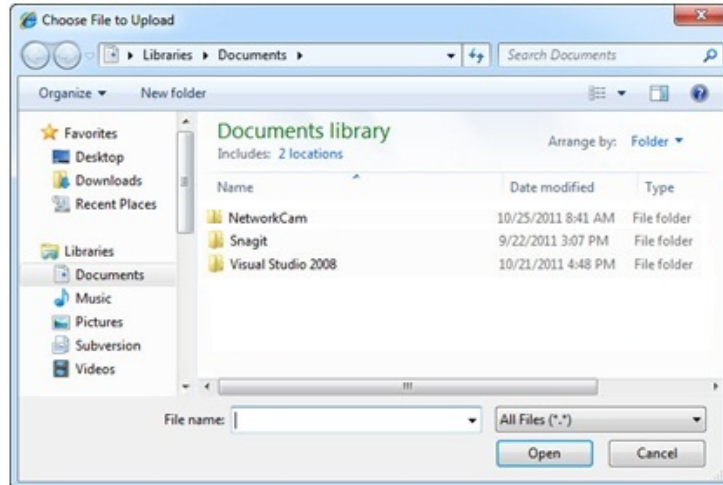 Choose File to Upload
Libraries Documents
Search Documents
Organize New folder
Favorites
Desktop
Downloads
Recent Places
Libraries
Documents
Music
Pictures
Subversion
Videos
Documents library
Includes: 2 locations
Arrange by: Folder
Name Date modified Type
NetworkCam 10/25/2011 8:41 AM File folder
Snagit 9/22/2011 3:07 PM File folder
Visual Studio 2008 10/21/2011 4:48 PM File folder
File name: All Files (*.*)
Open Cancel